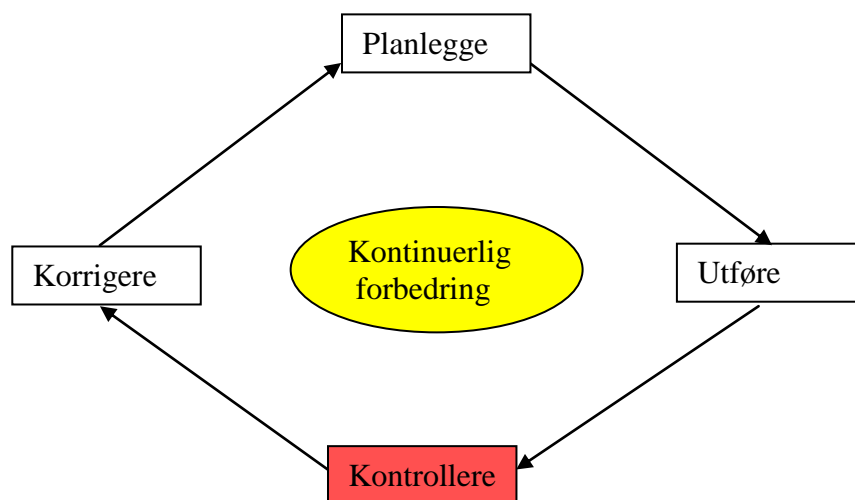 Planlegge
Kontinuerlig
forbedring
Korrigere
Utføre
Kontrollere